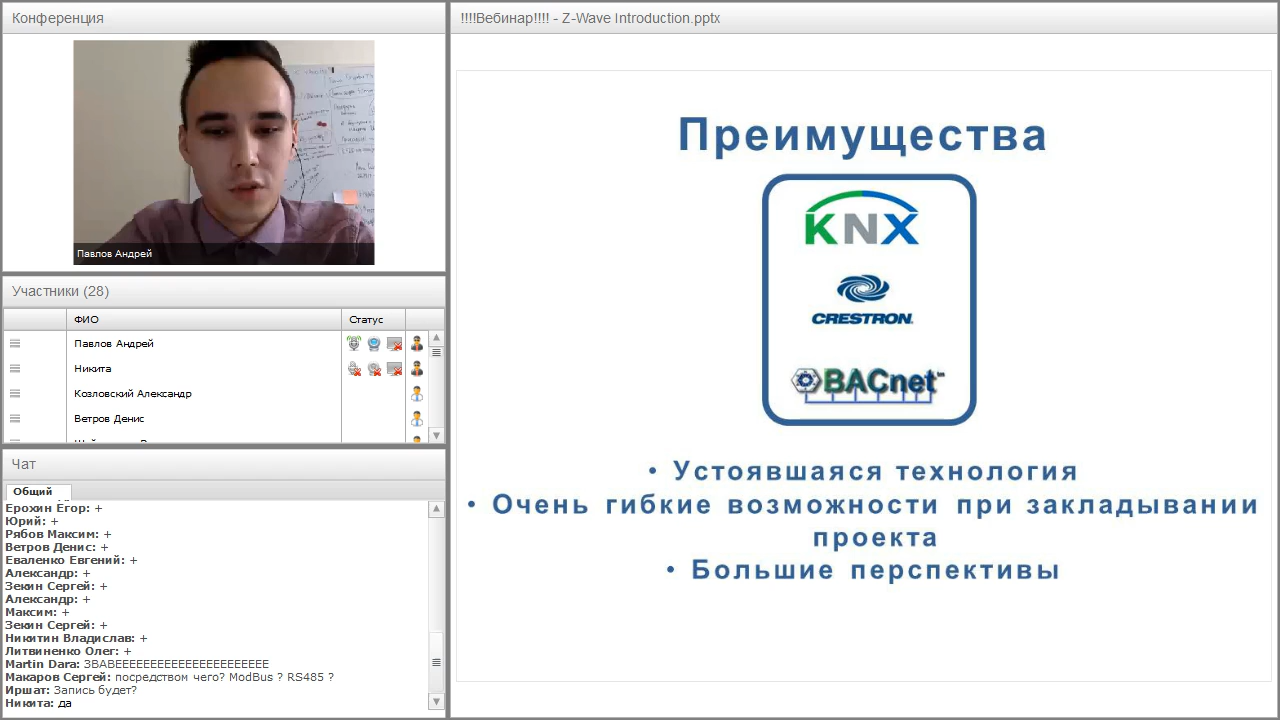 Конференция
Павлов Андрей
Участники (28)
ФИО
Статус
Павлов Андрей
Никита
Козловский Александр
Ветров Денис
Чат
Общий
Ерохин Егор: +
Юрий: +
Рябов Максим: +
Ветров Денис: +
Еваленко Евгений: +
Александр: +
Зекин Сергей: +
Александр: +
Максим: +
Зекин Сергей: +
Никитин Владислав: +
Литвиненко Олег: +
Martin Dara: ЗВАВЕЕЕЕЕЕЕЕЕЕЕЕЕЕЕЕЕЕЕЕЕ
Макаров Сергей: посредством чего? ModBus ? RS485 ?
Иршат: Запись будет?
Никита: да
!!!!Вебинар!!!! - Z-Wave Introduction.pptx
Преимущества
KNX
CRESTRON
BACnet
• Устоявшаяся технология
• Очень гибкие возможности при закладывании
проекта
• Большие перспективы